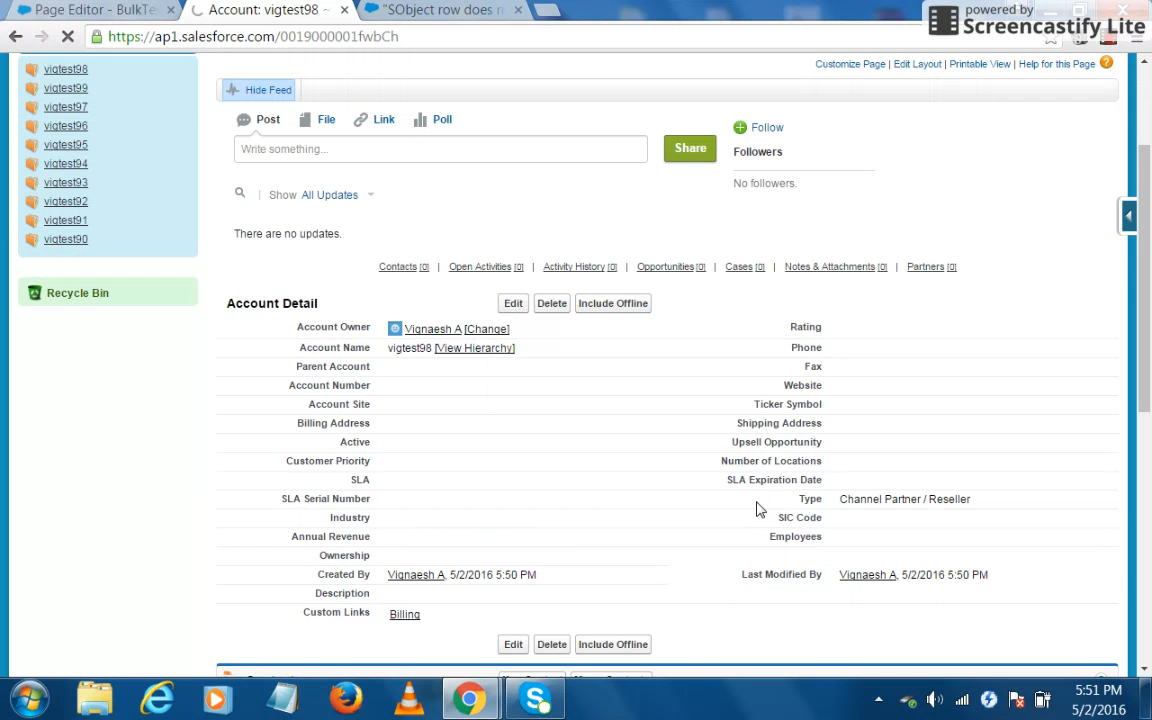 Page Editor - BulkTe
Account: vigtest98 ~
"SObject row does n
powered by
Screencastify Lite
https://ap1.salesforce.com/0019000001fwbCh
vigtest98
vigtest99
vigtest97
vigtest96
vigtest95
vigtest94
vigtest93
vigtest92
vigtest91
vigtest90
Recycle Bin
Customize Page | Edit Layout | Printable View | Help for this Page
Hide Feed
Post File Link Poll
Write something...
Share
Follow
Followers
No followers.
Show All Updates
There are no updates.
Contacts [0] | Open Activities [0] | Activity History [0] | Opportunities [0] | Cases [0] | Notes & Attachments [0] | Partners [0]
Account Detail Edit Delete Include Offline
Account Owner Vignaesh A [Change] Rating
Account Name vigtest98 [View Hierarchy] Phone
Parent Account Fax
Account Number Website
Account Site Ticker Symbol
Billing Address Shipping Address
Active Upsell Opportunity
Customer Priority Number of Locations
SLA SLA Expiration Date
SLA Serial Number Type Channel Partner / Reseller
Industry SIC Code
Annual Revenue Employees
Ownership
Created By Vignaesh A, 5/2/2016 5:50 PM Last Modified By Vignaesh A, 5/2/2016 5:50 PM
Description
Custom Links Billing
Edit Delete Include Offline
5:51 PM
5/2/2016